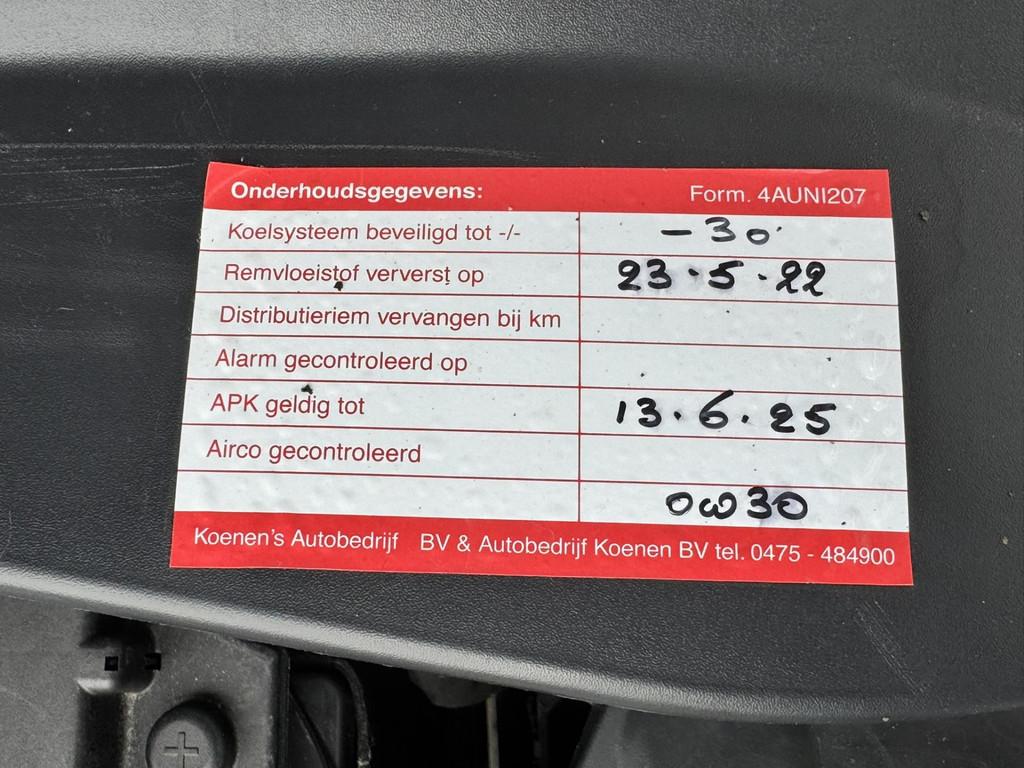 Onderhoudsgegevens: Form. 4AUNI207
Koelsysteem beveiligd tot -/- -30
Remvloeistof ververst op 23.5.22
Distributieriem vervangen bij km
Alarm gecontroleerd op
APK geldig tot 13.6.25
Airco gecontroleerd
0W30
Koenen's Autobedrijf BV & Autobedrijf Koenen BV tel. 0475 - 484900